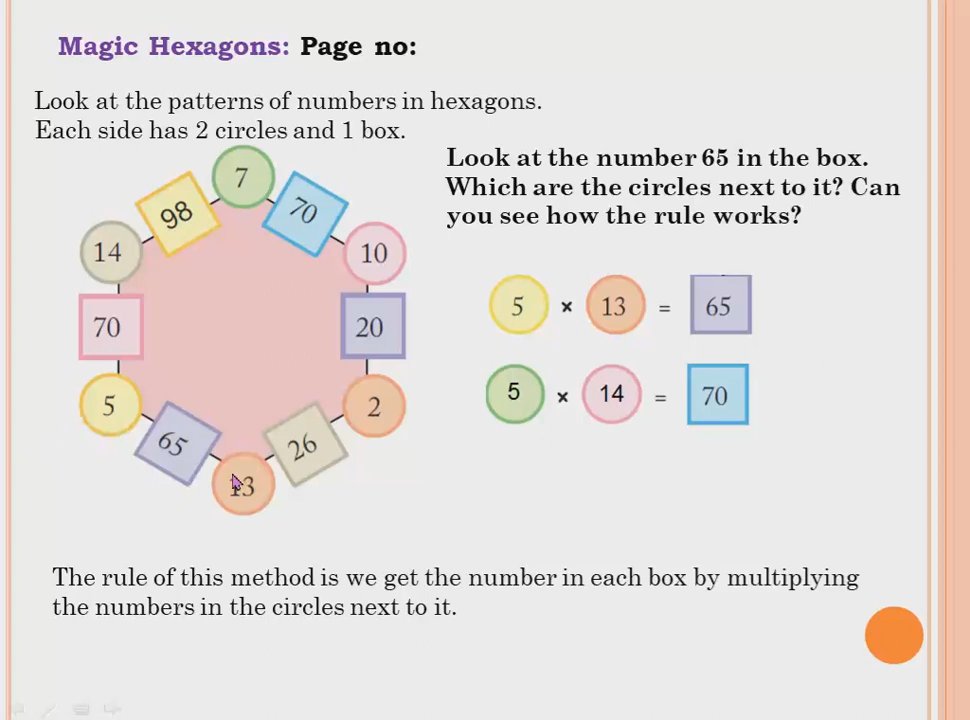 Magic Hexagons: Page no:
Look at the patterns of numbers in hexagons.
Each side has 2 circles and 1 box.
Look at the number 65 in the box.
Which are the circles next to it? Can
you see how the rule works?
7
98
70
14
10
70
20
5
2
65
26
13
5 × 13 = 65
5 × 14 = 70
The rule of this method is we get the number in each box by multiplying
the numbers in the circles next to it.